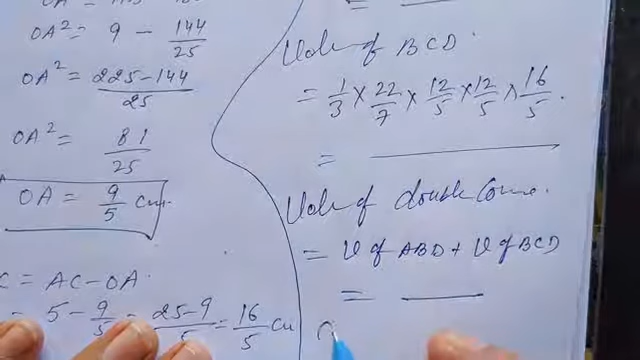 OA² = 9 - 144/25
OA² = 225-144/25
OA² = 81/25
OA = 9/5 cm.
C = AC - OA.
= 5 - 9/5 = 25-9/5 = 16/5 cm
=
Volm of BCD.
= 1/3 × 22/7 × 12/5 × 12/5 × 16/5.
=
Volm of double Cone.
= V of ABD + V of BCD
=